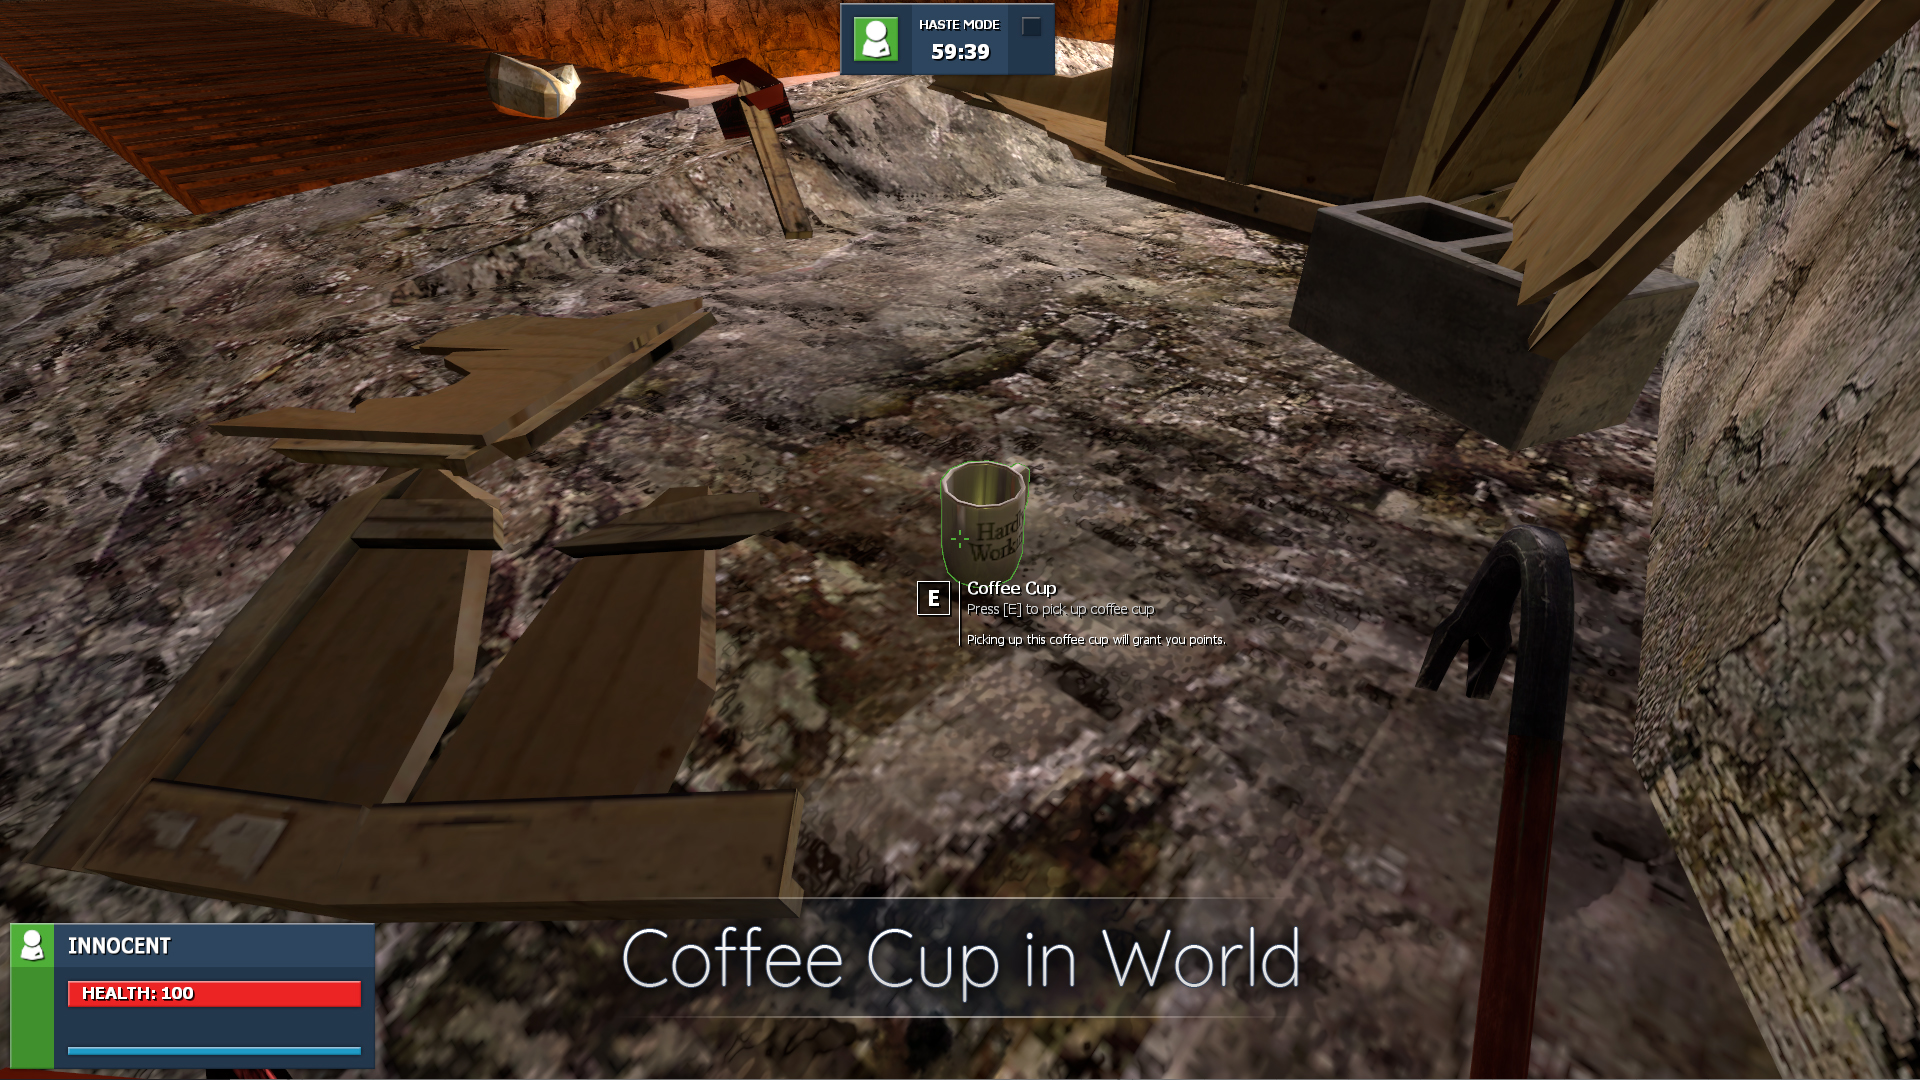 HASTE MODE
59:39
Hard
Work
E
Coffee Cup
Press [E] to pick up coffee cup
Picking up this coffee cup will grant you points.
Coffee Cup in World
INNOCENT
HEALTH: 100